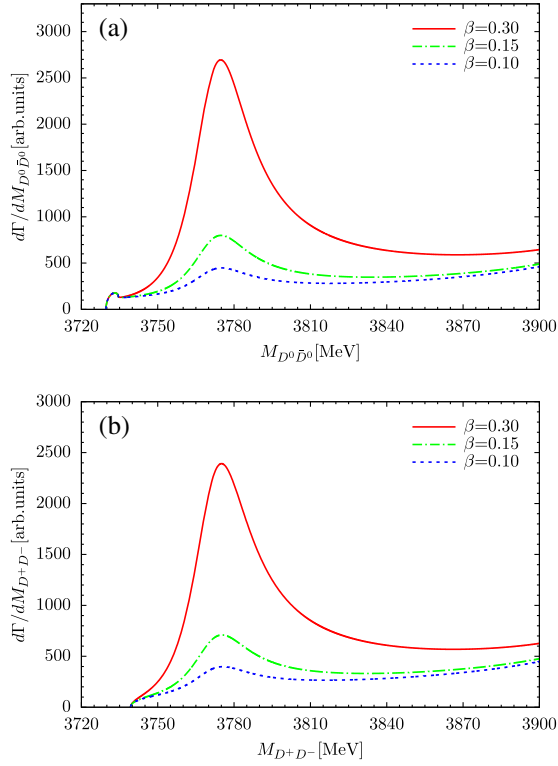 (a)
β=0.30
β=0.15
β=0.10
dΓ/dM_{D⁰D̄⁰}[arb.units]
3000
2500
2000
1500
1000
500
0
3720 3750 3780 3810 3840 3870 3900
M_{D⁰D̄⁰}[MeV]
(b)
β=0.30
β=0.15
β=0.10
dΓ/dM_{D⁺D⁻}[arb.units]
3000
2500
2000
1500
1000
500
0
3720 3750 3780 3810 3840 3870 3900
M_{D⁺D⁻}[MeV]